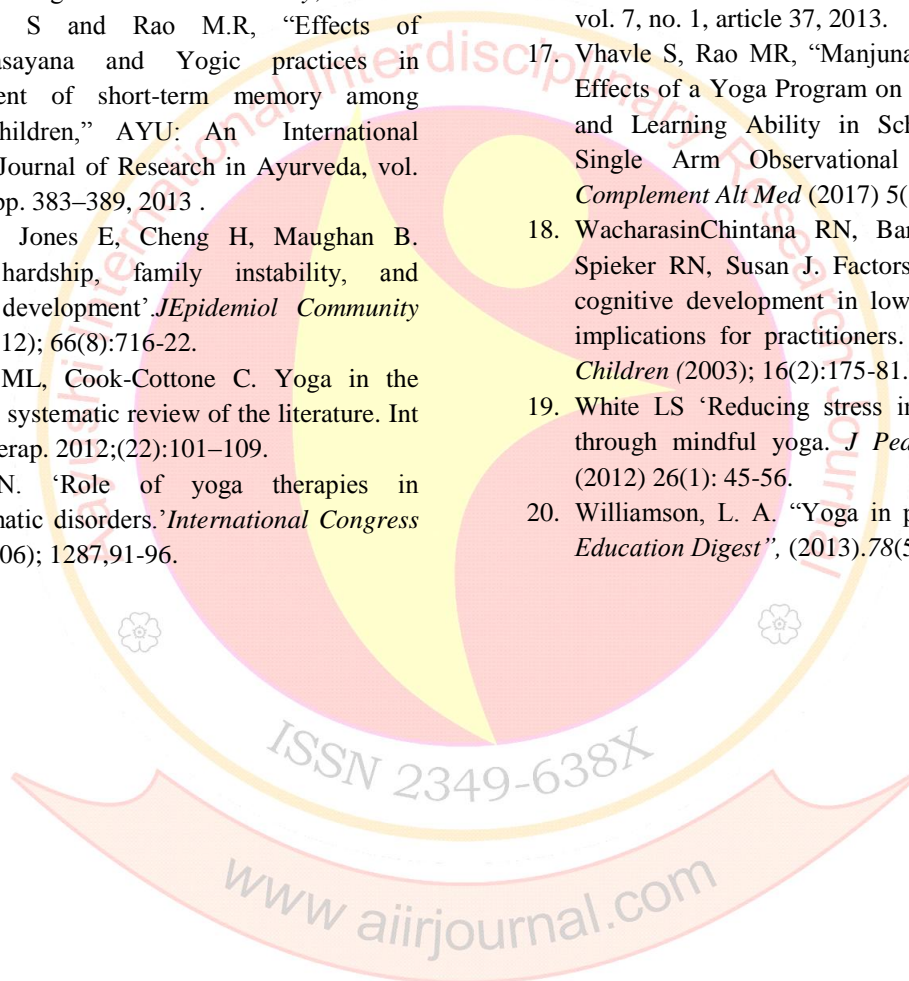 S and Rao M.R, “Effects of
and Yogic practices in
of short-term memory among
AYU: An International
Journal of Research in Ayurveda, vol.
pp. 383–389, 2013 .
Jones E, Cheng H, Maughan B.
hardship, family instability, and
development’.JEpidemiol Community
12); 66(8):716-22.
ML, Cook-Cottone C. Yoga in the
systematic review of the literature. Int
2012;(22):101–109.
N. ‘Role of yoga therapies in
disorders.’International Congress
06); 1287,91-96.
vol. 7, no. 1, article 37, 2013.
17. Vhavle S, Rao MR, “Manjuna
Effects of a Yoga Program on
and Learning Ability in Sch
Single Arm Observational
Complement Alt Med (2017) 5(
18. WacharasinChintana RN, Bar
Spieker RN, Susan J. Factors
cognitive development in low
implications for practitioners.
Children (2003); 16(2):175-81.
19. White LS ‘Reducing stress in
through mindful yoga. J Pea
(2012) 26(1): 45-56.
20. Williamson, L. A. “Yoga in p
Education Digest”, (2013).78(5
International Interdisciplinary Research Journal
ISSN 2349-638X
www aiirjournal.com